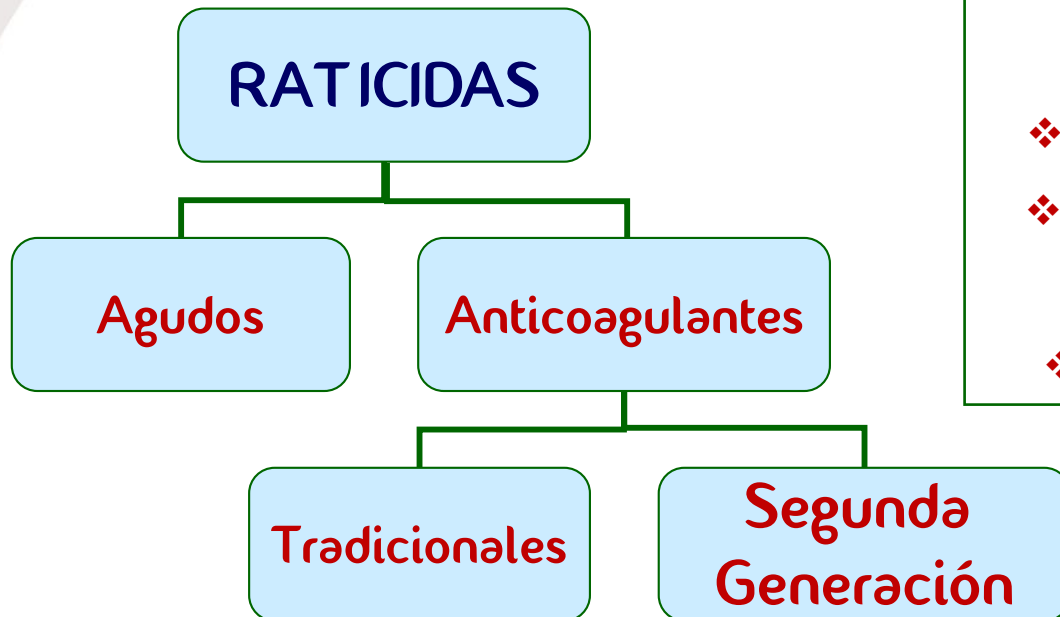 RATICIDAS
Agudos
Anticoagulantes
Tradicionales
Segunda
Generación